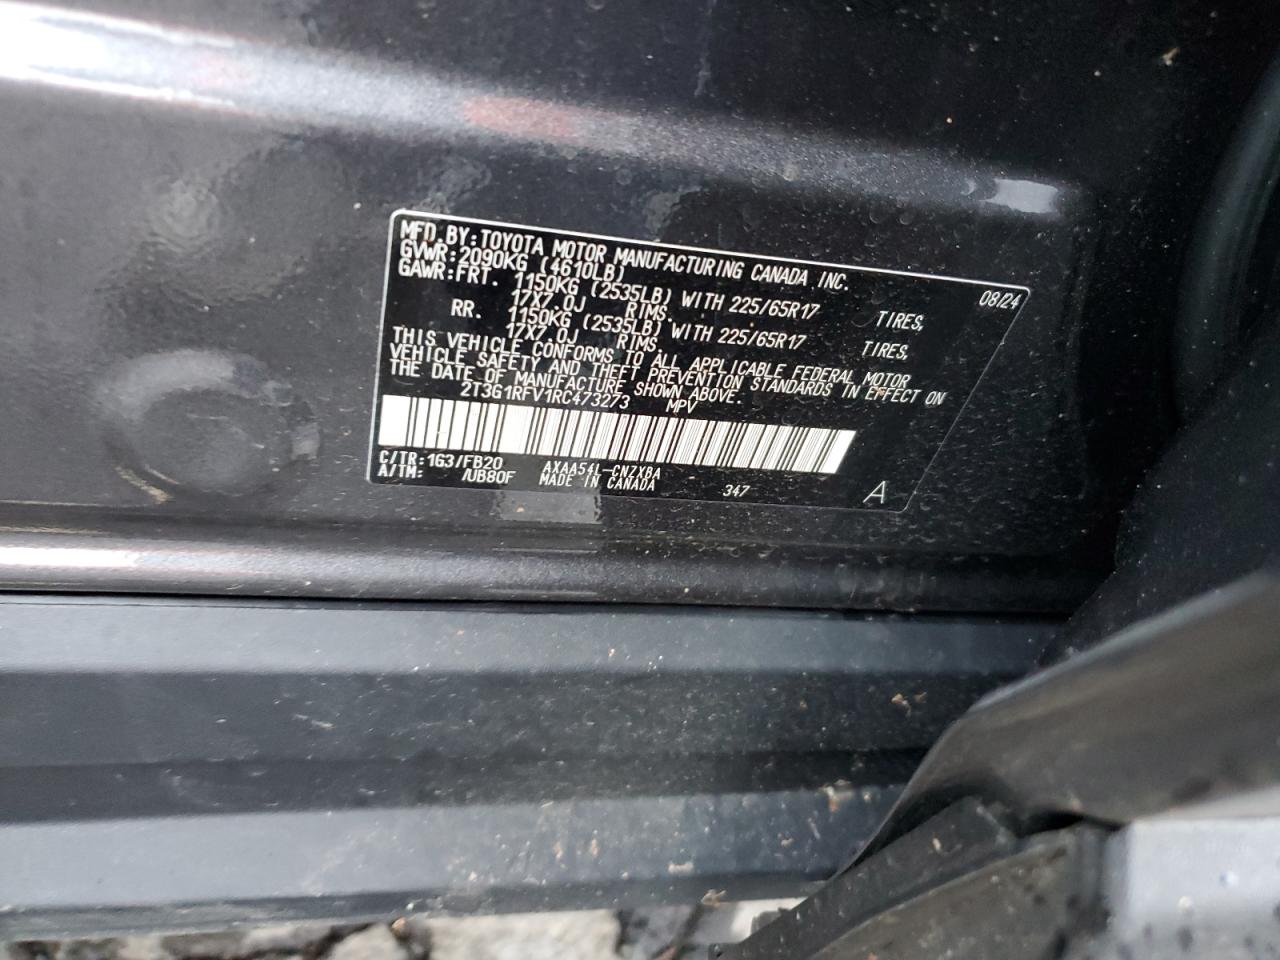 MFD. BY: TOYOTA MOTOR MANUFACTURING CANADA INC. 08/24
GVWR: 2090KG (4610LB)
GAWR: FRT. 1150KG (2535LB) WITH 225/65R17 TIRES,
17X7.0J RIMS,
RR. 1150KG (2535LB) WITH 225/65R17 TIRES,
17X7.0J RIMS,
THIS VEHICLE CONFORMS TO ALL APPLICABLE FEDERAL MOTOR
VEHICLE SAFETY AND THEFT PREVENTION STANDARDS IN EFFECT ON
THE DATE OF MANUFACTURE SHOWN ABOVE.
2T3G1RFV1RC473273 MPV
C/TR: 1G3/FB20 AXAA54L-CNZXBA
A/TM: /UB80F MADE IN CANADA 347 A